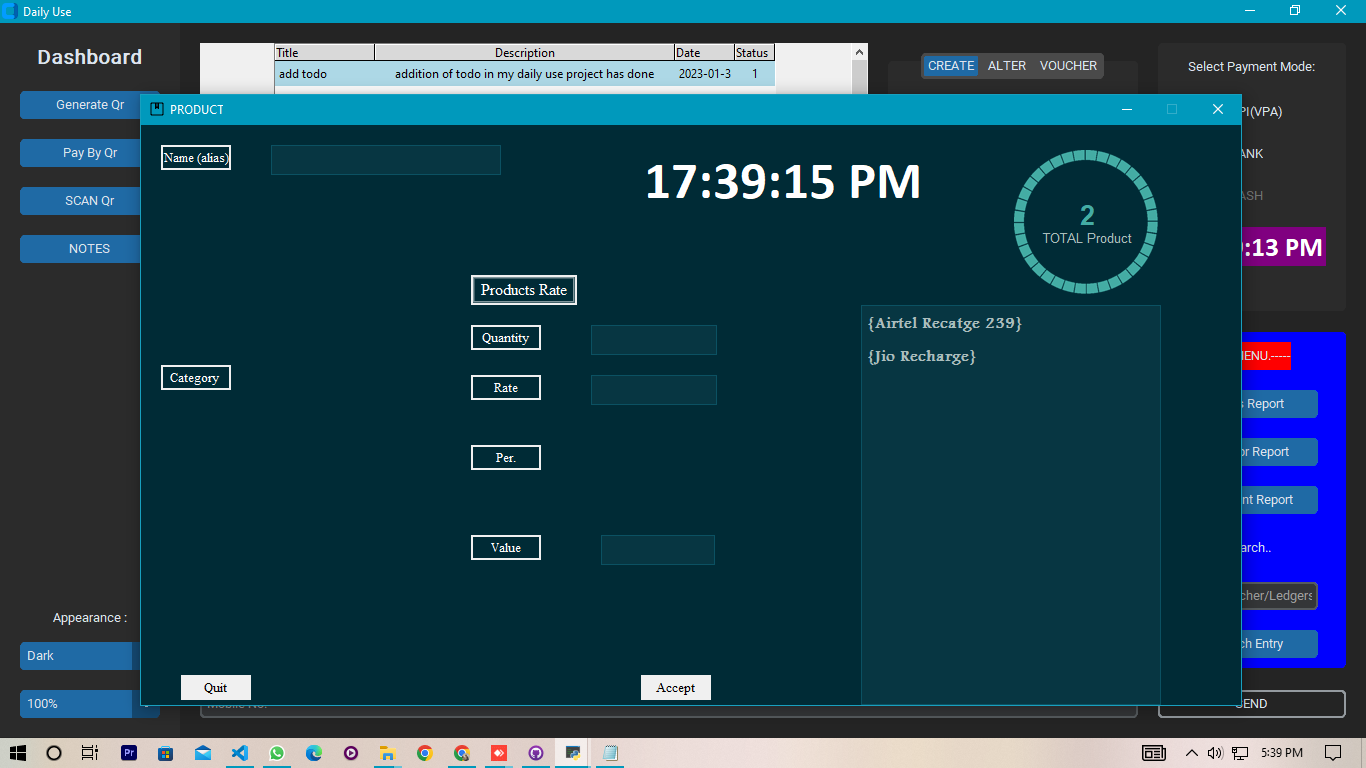 Daily Use
Dashboard
Generate Qr
Pay By Qr
SCAN Qr
NOTES
Appearance :
Dark
100%
Title Description Date Status
add todo addition of todo in my daily use project has done 2023-01-3 1
CREATE ALTER VOUCHER
Select Payment Mode:
PI(VPA)
ANK
ASH
:13 PM
PRODUCT
Name (alias)
17:39:15 PM
2
TOTAL Product
Products Rate
Quantity
Rate
Category
Per.
Value
{Airtel Recatge 239}
{Jio Recharge}
Quit
Accept
ENU.-----
s Report
or Report
nt Report
arch..
cher/Ledgers
ch Entry
SEND
Mobile No.
Pr
5:39 PM